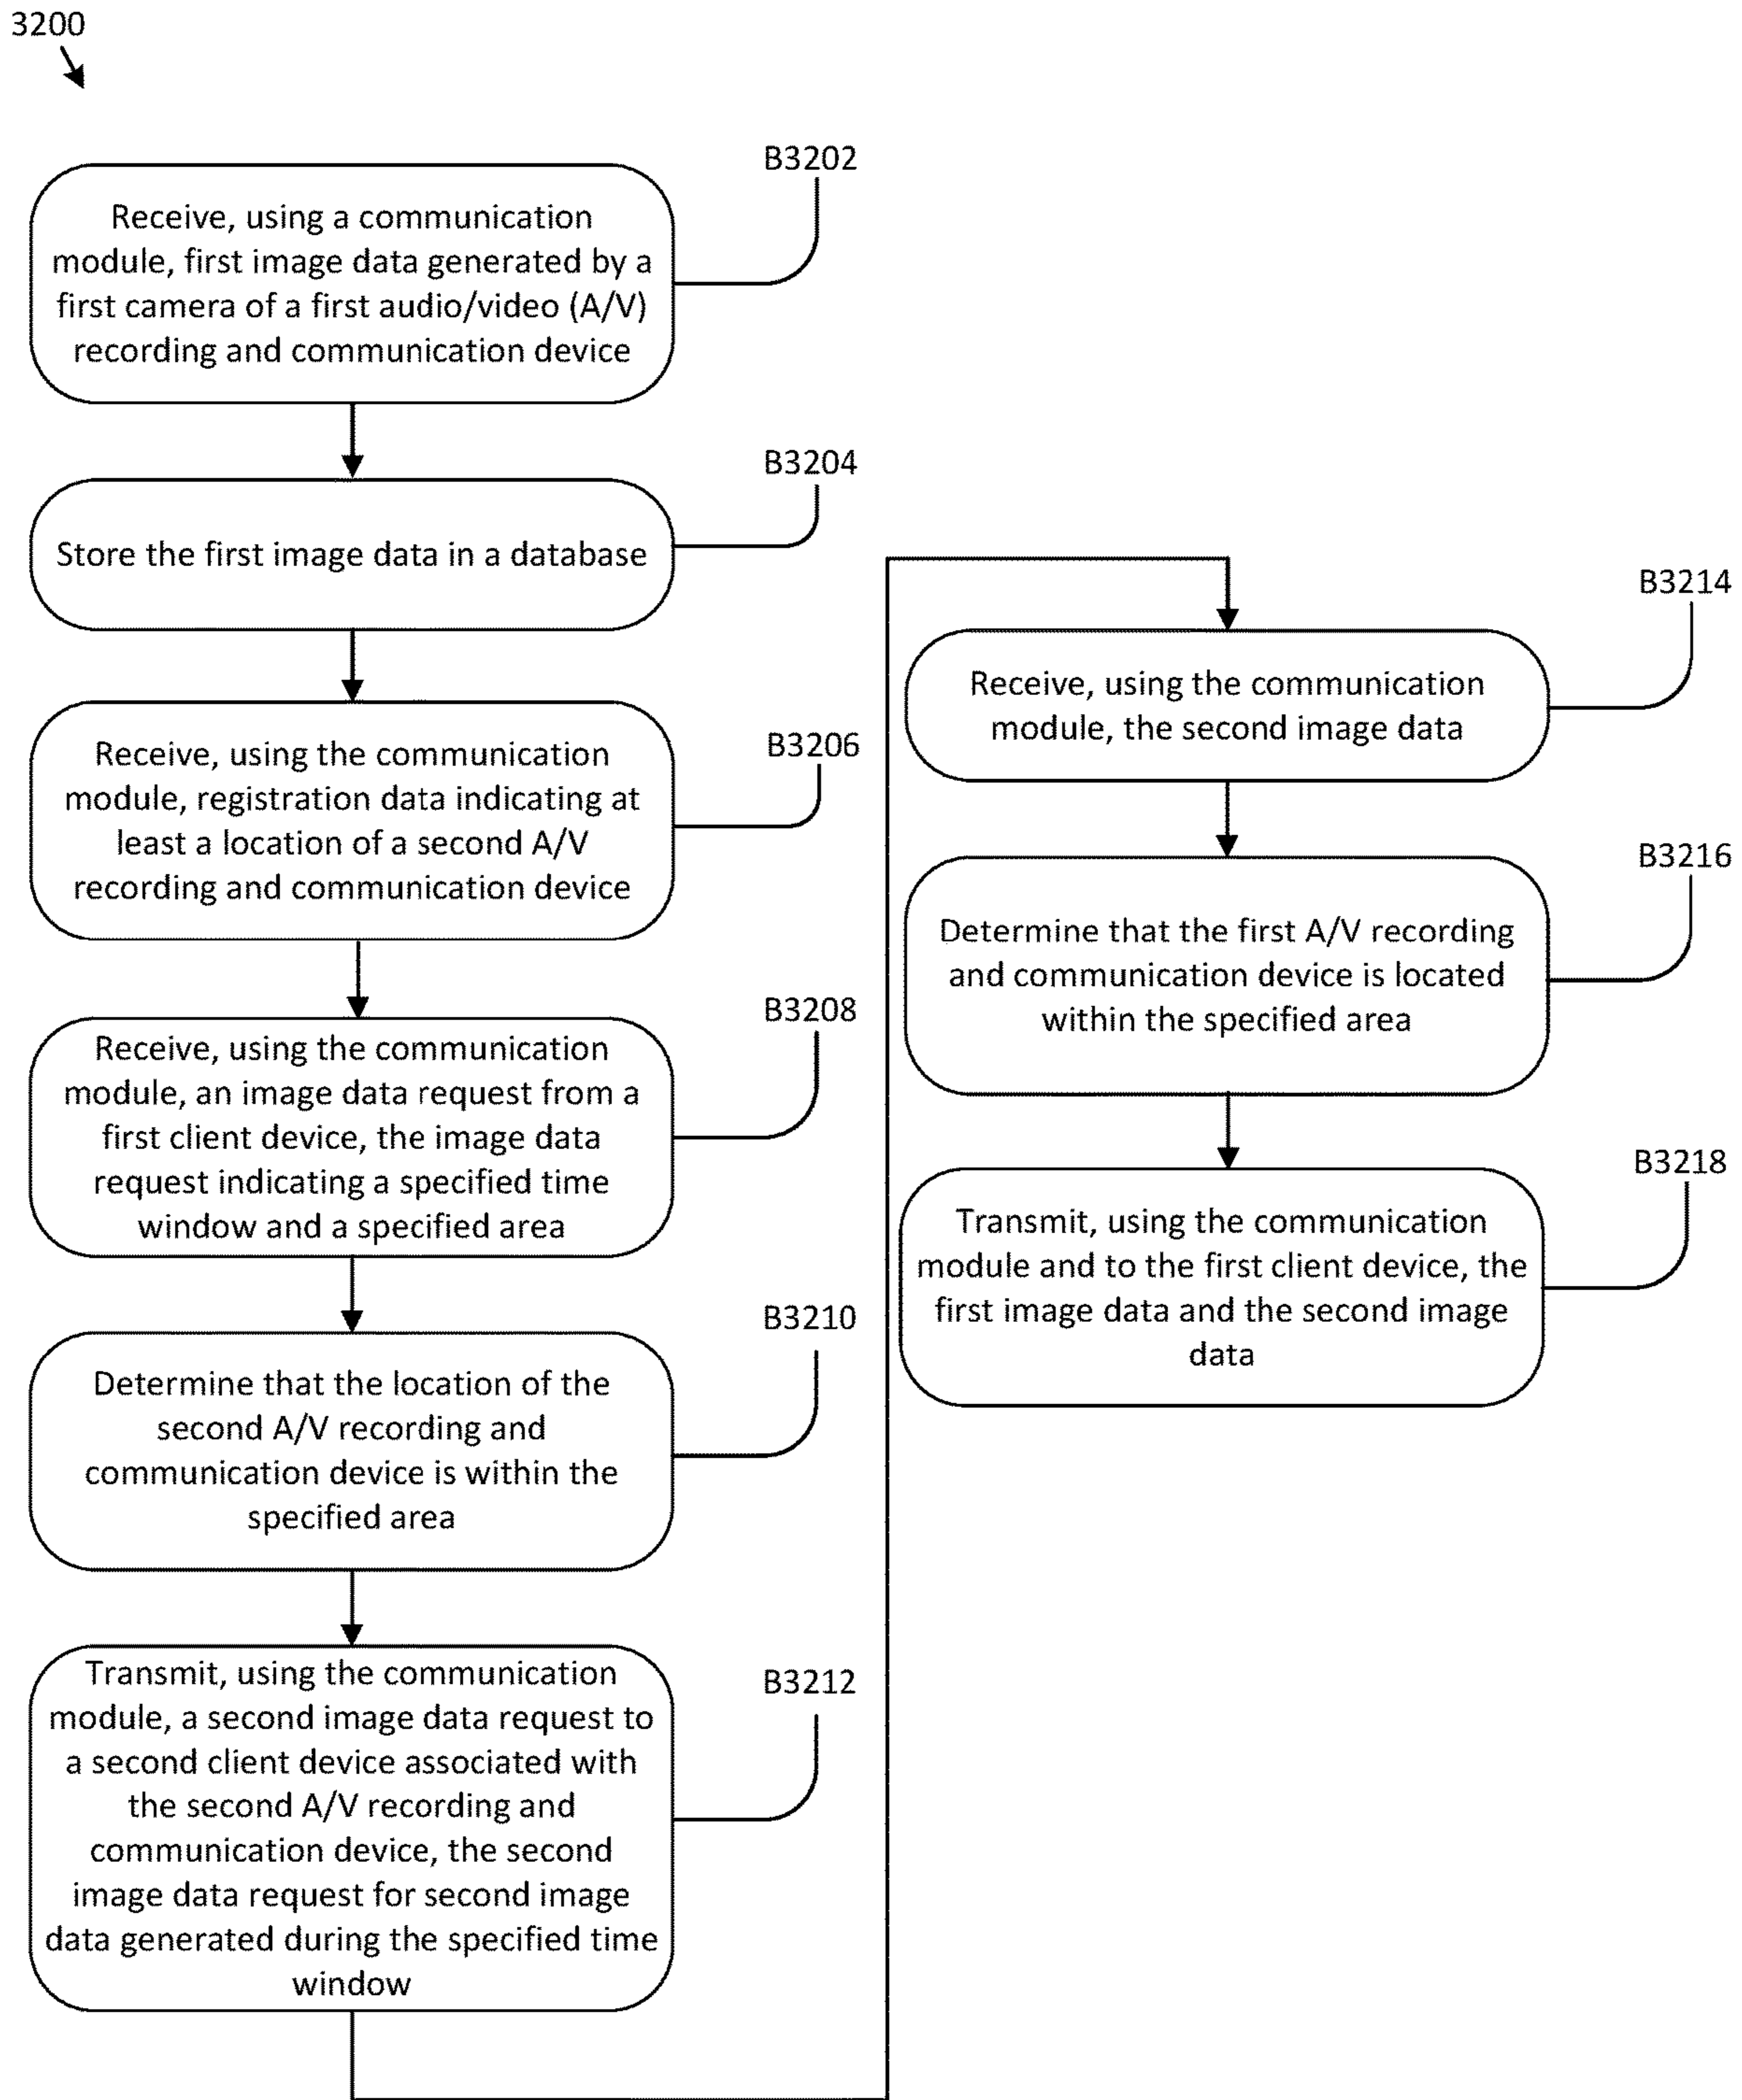 3200
B3202
Receive, using a communication
module, first image data generated by a
first camera of a first audio/video (A/V)
recording and communication device
B3204
Store the first image data in a database
B3206
Receive, using the communication
module, registration data indicating at
least a location of a second A/V
recording and communication device
B3208
Receive, using the communication
module, an image data request from a
first client device, the image data
request indicating a specified time
window and a specified area
B3210
Determine that the location of the
second A/V recording and
communication device is within the
specified area
B3212
Transmit, using the communication
module, a second image data request to
a second client device associated with
the second A/V recording and
communication device, the second
image data request for second image
data generated during the specified time
window
B3214
Receive, using the communication
module, the second image data
B3216
Determine that the first A/V recording
and communication device is located
within the specified area
B3218
Transmit, using the communication
module and to the first client device, the
first image data and the second image
data